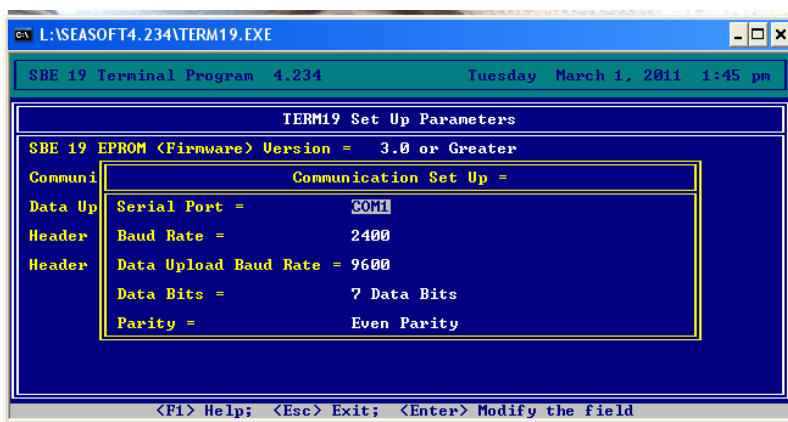 L:\SEASOFT4.234\TERM19.EXE
SBE 19 Terminal Program 4.234 Tuesday March 1, 2011 1:45 pm
TERM19 Set Up Parameters
SBE 19 EPROM (Firmware) Version = 3.0 or Greater
Communi
Communication Set Up =
Data Up
Serial Port = COM1
Header
Baud Rate = 2400
Header
Data Upload Baud Rate = 9600
Data Bits = 7 Data Bits
Parity = Even Parity
<F1> Help; <Esc> Exit; <Enter> Modify the field